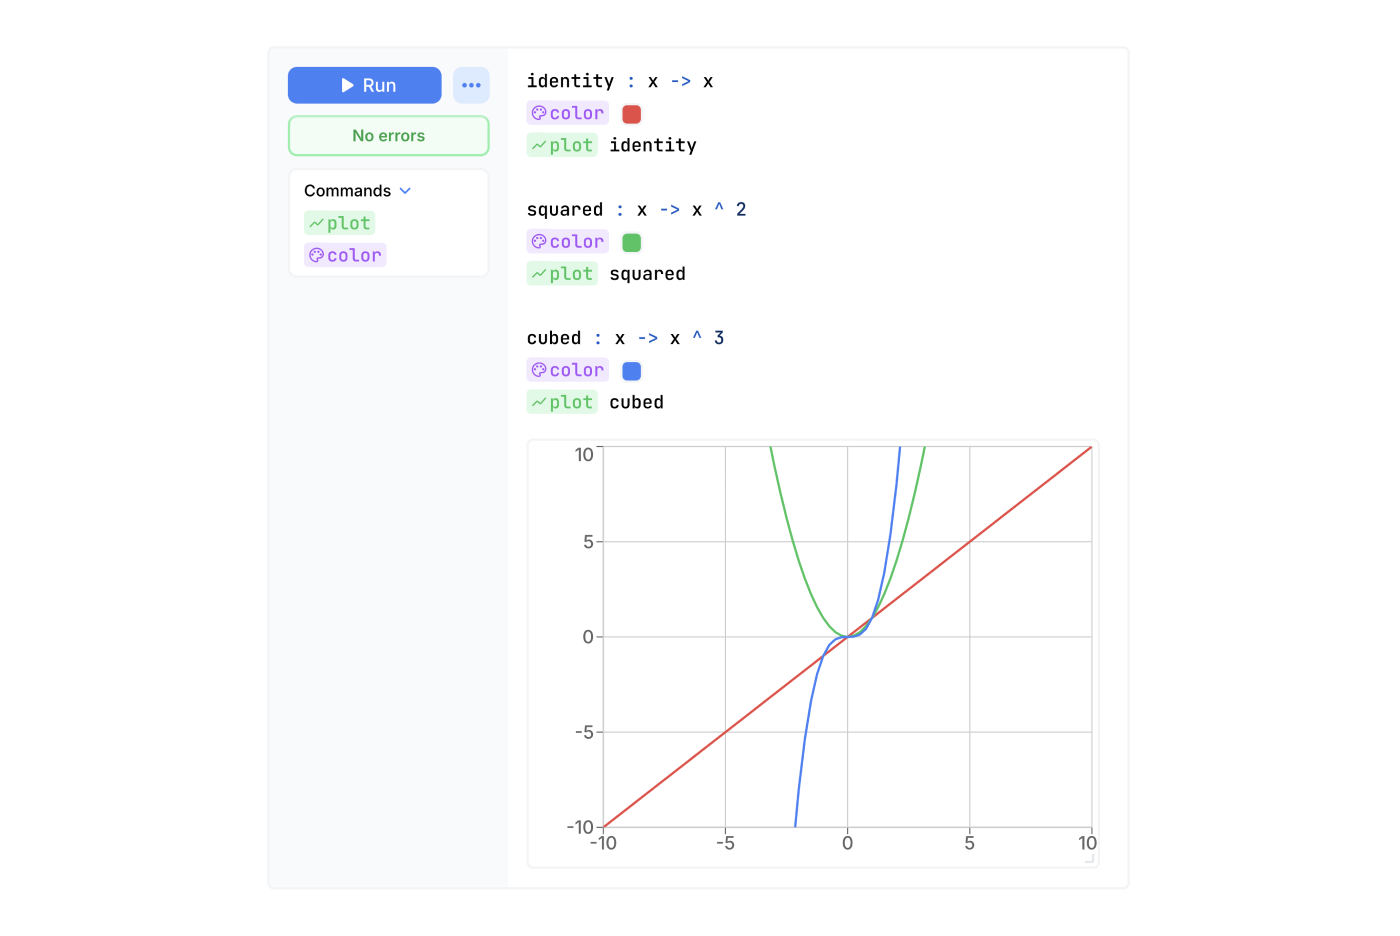 Run
No errors
Commands
plot
color
identity : x -> x
color
plot identity
squared : x -> x ^ 2
color
plot squared
cubed : x -> x ^ 3
color
plot cubed
10
5
0
-5
-10
-10 -5 0 5 10